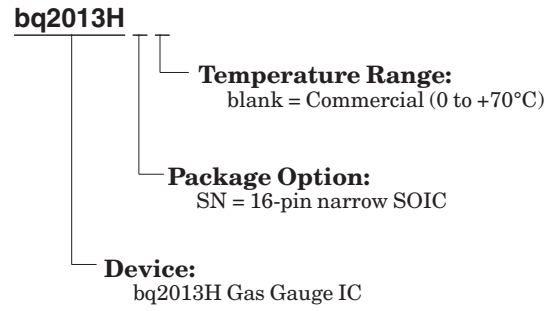 bq2013H
Temperature Range:
blank = Commercial (0 to +70°C)
Package Option:
SN = 16-pin narrow SOIC
Device:
bq2013H Gas Gauge IC